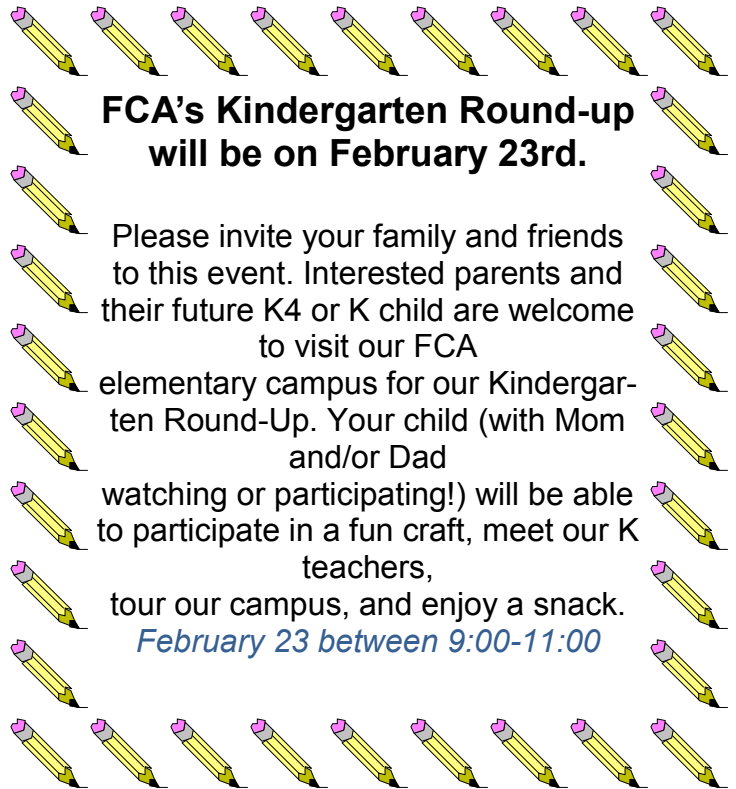 FCA’s Kindergarten Round-up
will be on February 23rd.
Please invite your family and friends
to this event. Interested parents and
their future K4 or K child are welcome
to visit our FCA
elementary campus for our Kindergar-
ten Round-Up. Your child (with Mom
and/or Dad
watching or participating!) will be able
to participate in a fun craft, meet our K
teachers,
tour our campus, and enjoy a snack.
February 23 between 9:00-11:00